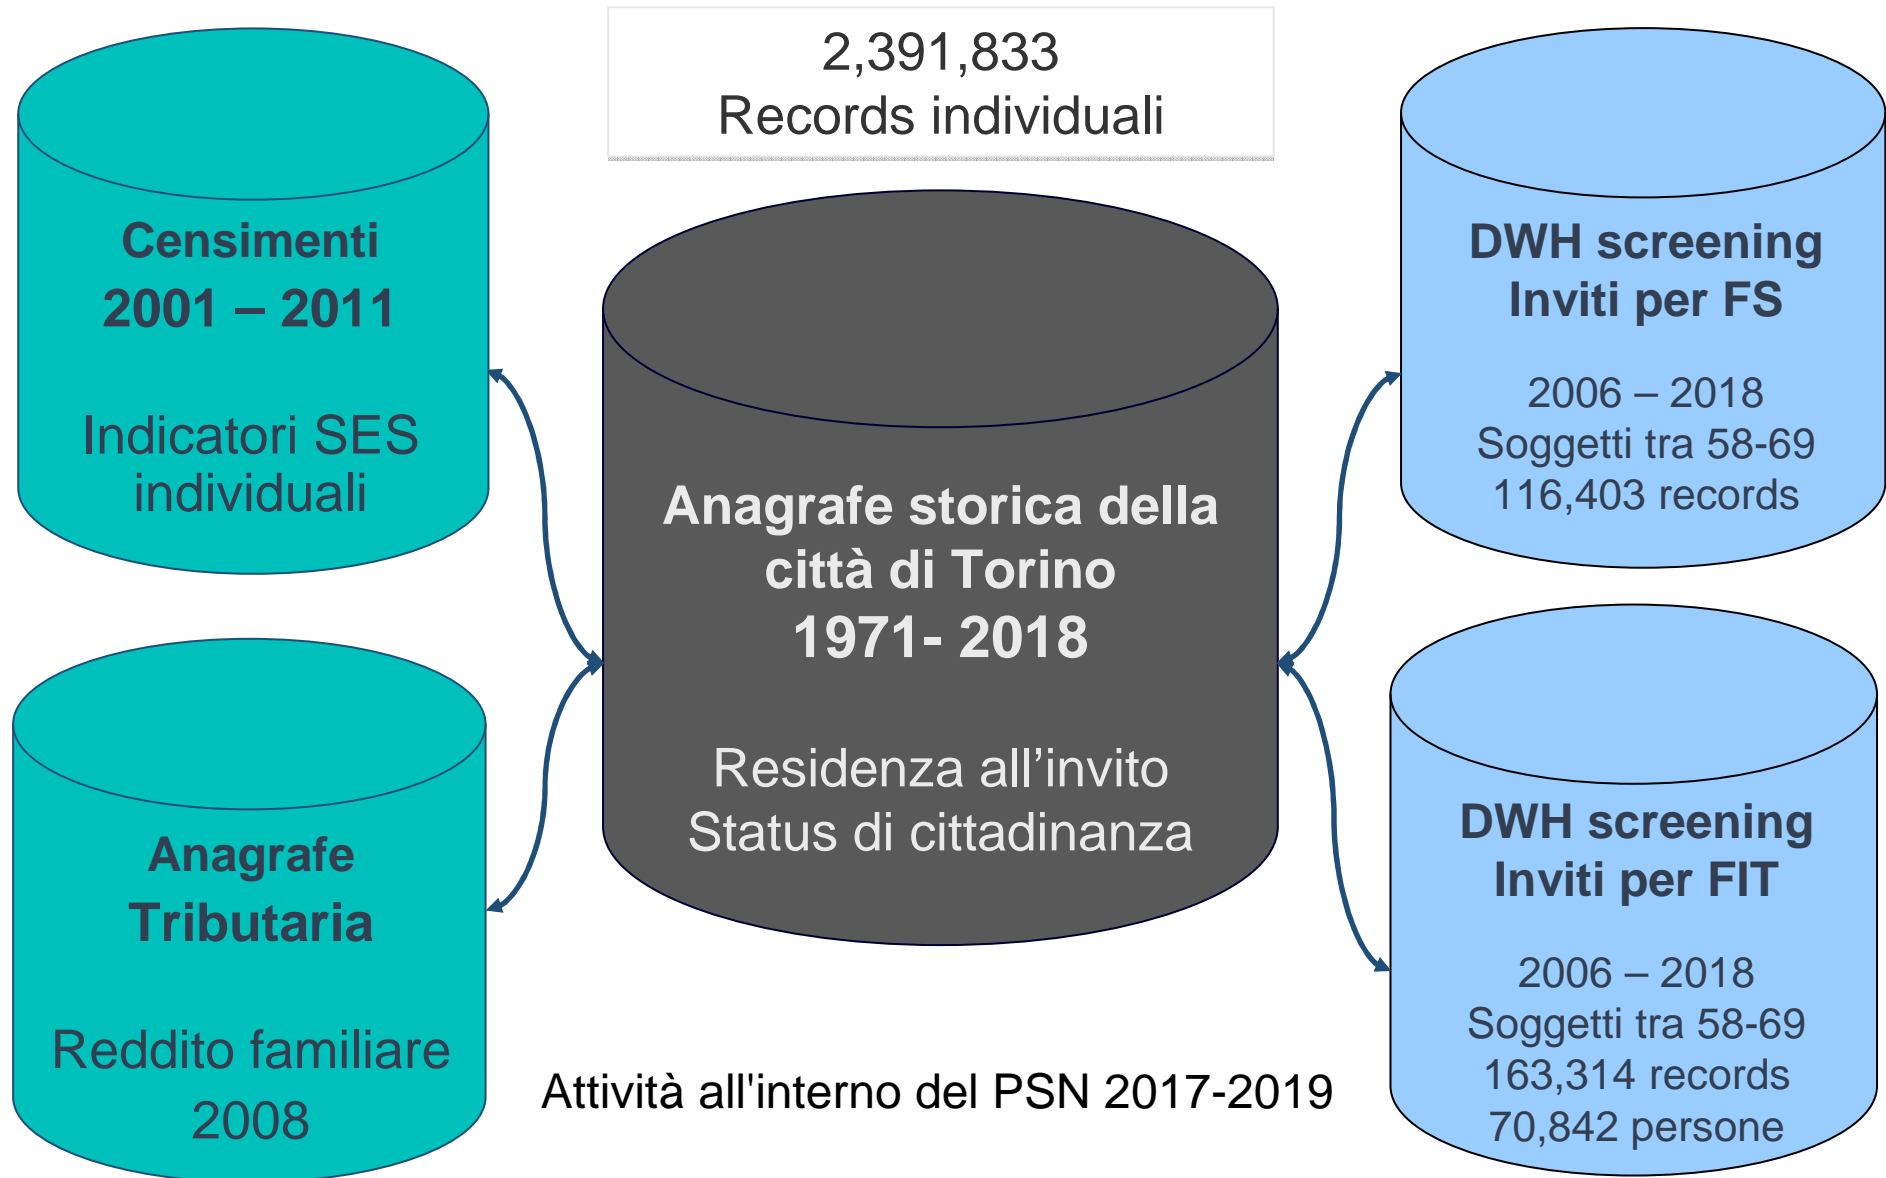 2,391,833
Records individuali
Censimenti
2001 – 2011
Indicatori SES
individuali
Anagrafe
Tributaria
Reddito familiare
2008
Anagrafe storica della
città di Torino
1971- 2018
Residenza all’invito
Status di cittadinanza
Attività all'interno del PSN 2017-2019
DWH screening
Inviti per FS
2006 – 2018
Soggetti tra 58-69
116,403 records
DWH screening
Inviti per FIT
2006 – 2018
Soggetti tra 58-69
163,314 records
70,842 persone